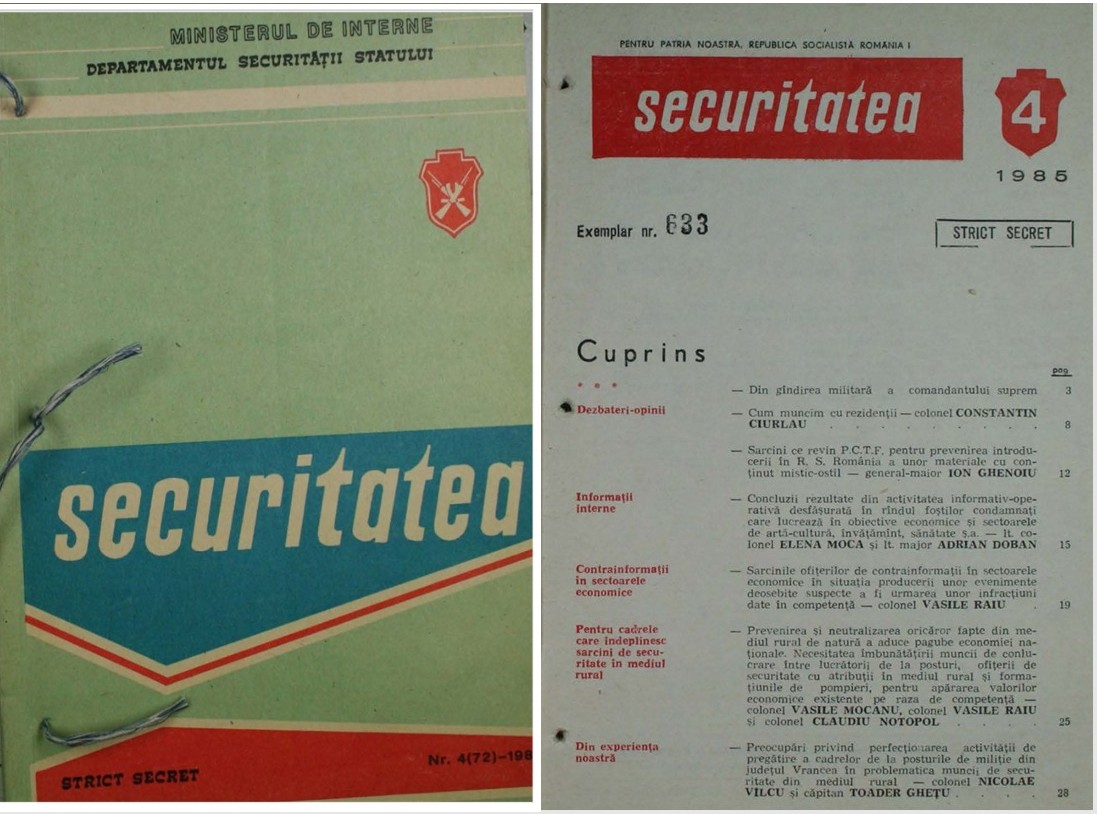 MINISTERUL DE INTERNE
DEPARTAMENTUL SECURITĂȚII STATULUI
securitatea
Nr. 4(72)-198
STRICT SECRET
PENTRU PATRIA NOASTRĂ, REPUBLICA SOCIALISTĂ ROMÂNIA !
securitatea
4
1985
Exemplar nr. 633
STRICT SECRET
Cuprins
pag.
* * *
— Din gîndirea militară a comandantului suprem 3
Dezbateri-opinii
— Cum muncim cu rezidenții — colonel CONSTANTIN
CIURLAU . . . . . . . . . 8
— Sarcini ce revin P.C.T.F. pentru prevenirea introdu-
cerii în R. S. România a unor materiale cu con-
ținut mistic-ostil — general-maior ION GHENOIU 12
Informații
interne
— Concluzii rezultate din activitatea informativ-ope-
rativă desfășurată în rîndul foștilor condamnați
care lucrează în obiective economice și sectoarele
de artă-cultură, învățămînt, sănătate ș.a. — lt. co-
lonel ELENA MOCA și lt. major ADRIAN DOBAN 15
Contrainformații
în sectoarele
economice
— Sarcinile ofițerilor de contrainformații în sectoarele
economice în situația producerii unor evenimente
deosebite suspecte a fi urmarea unor infracțiuni
date în competență — colonel VASILE RAIU . 19
Pentru cadrele
care îndeplinesc
sarcini de secu-
ritate în mediul
rural
— Prevenirea și neutralizarea oricăror fapte din me-
diul rural de natură a aduce pagube economiei na-
ționale. Necesitatea îmbunătățirii muncii de conlu-
crare între lucrătorii de la posturi, ofițerii de
securitate cu atribuții în mediul rural și forma-
țiunile de pompieri, pentru apărarea valorilor
economice existente pe raza de competență —
colonel VASILE MOCANU, colonel VASILE RAIU
și colonel CLAUDIU NOTOPOL . . . . 25
Din experiența
noastră
— Preocupări privind perfecționarea activității de
pregătire a cadrelor de la posturile de miliție din
județul Vrancea în problematica muncii de secu-
ritate din mediul rural — colonel NICOLAE
VÎLCU și căpitan TOADER GHEȚU . . . . 28